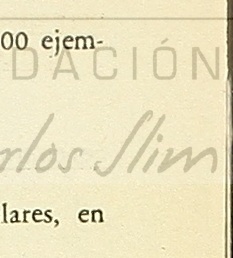 00 ejem-
DACIÓN
rlos Slim
lares, en